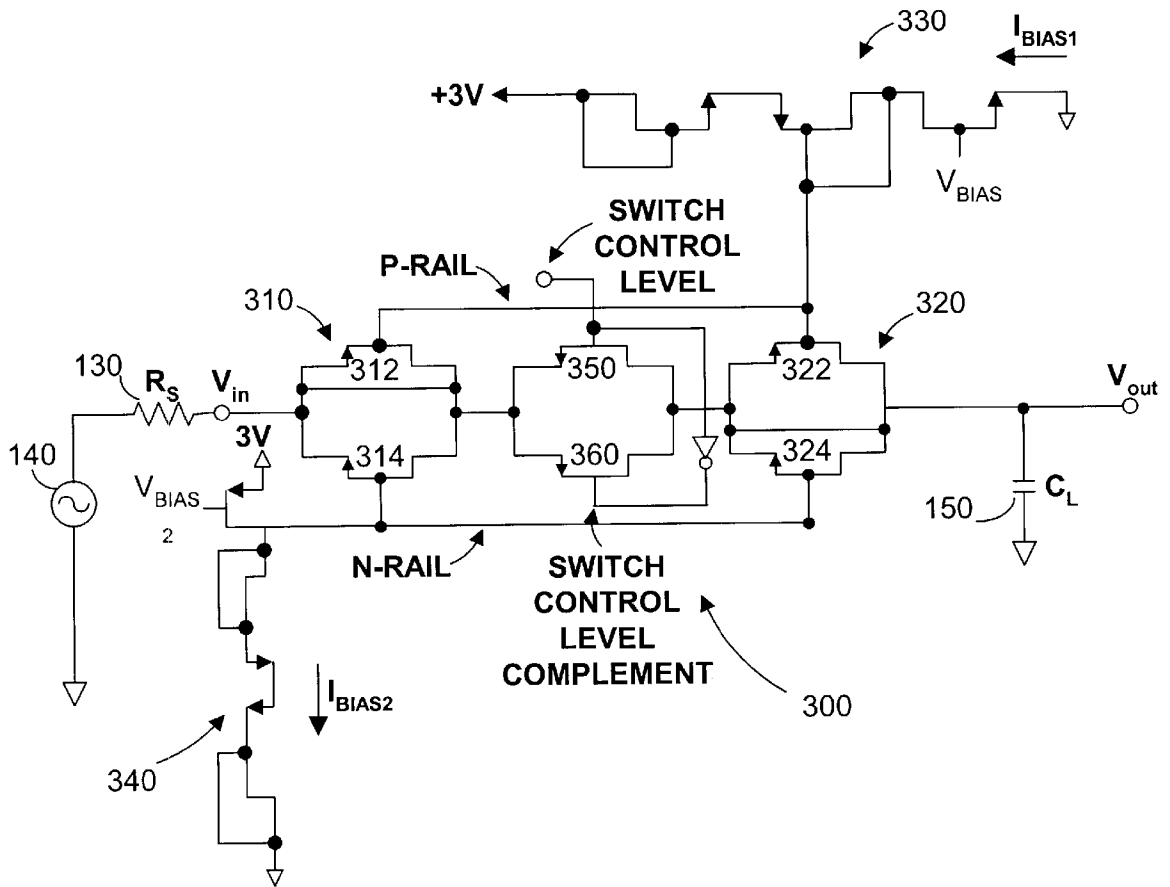 330
I_BIAS1
+3V
V_BIAS
SWITCH
CONTROL
LEVEL
P-RAIL
310
320
130
R_S
V_in
312
350
322
V_out
3V
140
314
360
324
V_BIAS
2
150
C_L
N-RAIL
SWITCH
CONTROL
LEVEL
COMPLEMENT
I_BIAS2
300
340